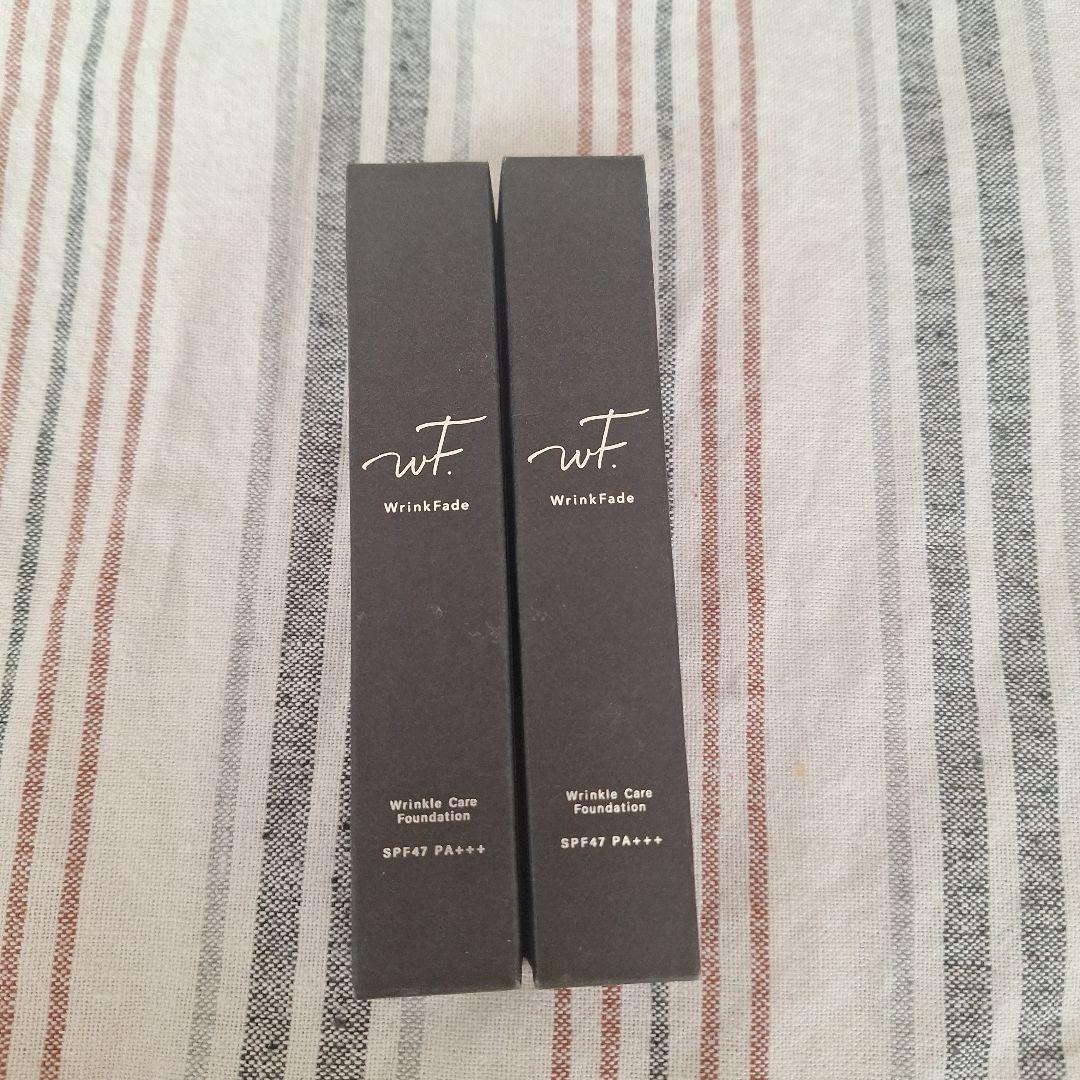 WF.
WrinkFade
Wrinkle Care
Foundation
SPF47 PA+++
WF.
WrinkFade
Wrinkle Care
Foundation
SPF47 PA+++